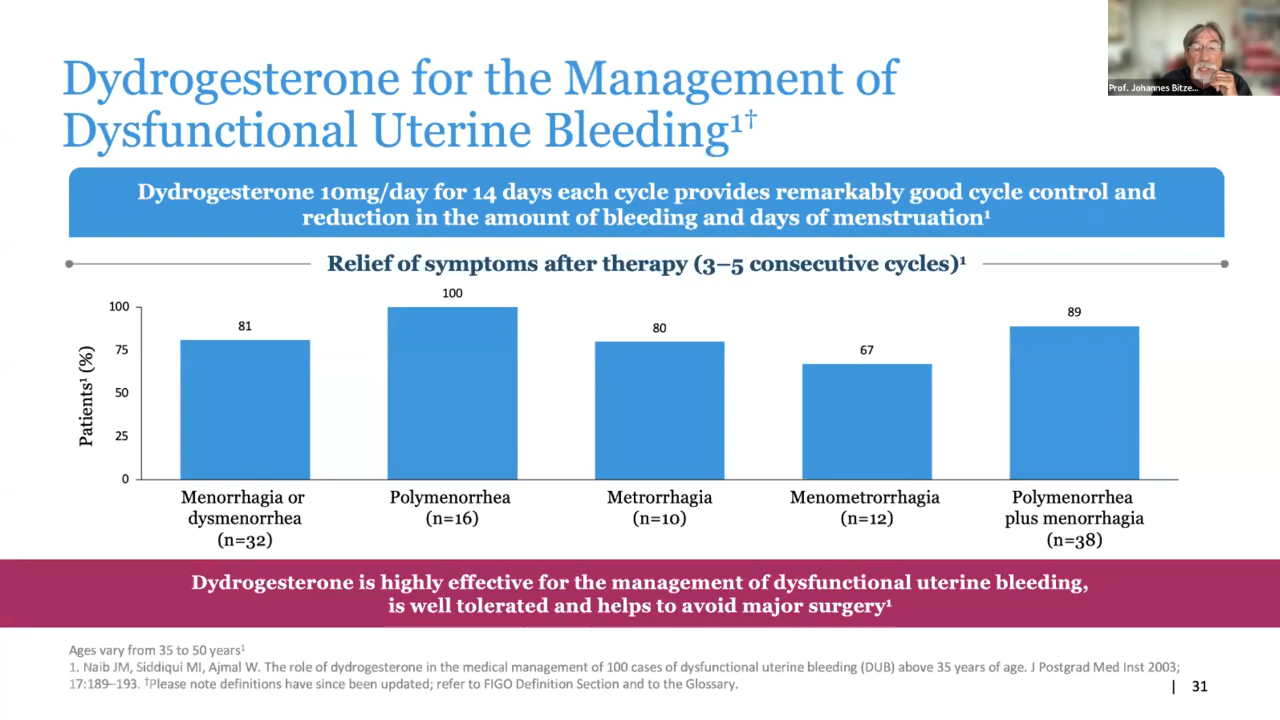 Prof. Johannes Bitze...
Dydrogesterone for the Management of
Dysfunctional Uterine Bleeding¹†
Dydrogesterone 10mg/day for 14 days each cycle provides remarkably good cycle control and
reduction in the amount of bleeding and days of menstruation¹
Relief of symptoms after therapy (3–5 consecutive cycles)¹
Patients¹ (%)
100
75
50
25
0
81
100
80
67
89
Menorrhagia or
dysmenorrhea
(n=32)
Polymenorrhea
(n=16)
Metrorrhagia
(n=10)
Menometrorrhagia
(n=12)
Polymenorrhea
plus menorrhagia
(n=38)
Dydrogesterone is highly effective for the management of dysfunctional uterine bleeding,
is well tolerated and helps to avoid major surgery¹
Ages vary from 35 to 50 years¹
1. Naib JM, Siddiqui MI, Ajmal W. The role of dydrogesterone in the medical management of 100 cases of dysfunctional uterine bleeding (DUB) above 35 years of age. J Postgrad Med Inst 2003;
17:189–193. †Please note definitions have since been updated; refer to FIGO Definition Section and to the Glossary.
| 31